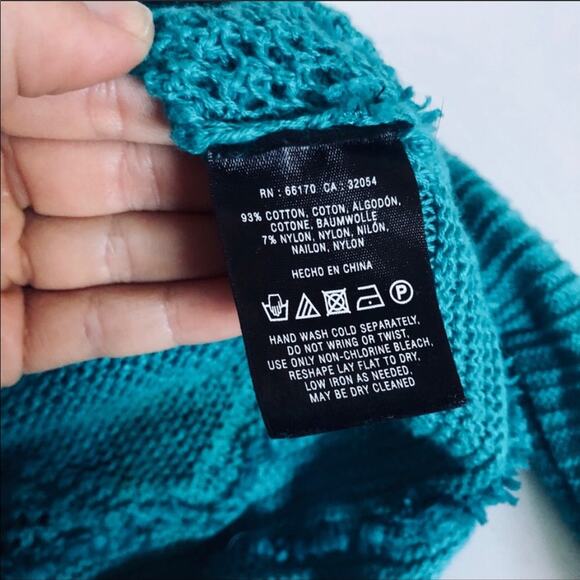 RN : 66170 CA : 32054
93% COTTON, COTON, ALGODÓN,
COTONE, BAUMWOLLE
7% NYLON, NYLON, NILÓN,
NAILON, NYLON
HECHO EN CHINA
P
HAND WASH COLD SEPARATELY,
DO NOT WRING OR TWIST.
USE ONLY NON-CHLORINE BLEACH.
RESHAPE LAY FLAT TO DRY.
LOW IRON AS NEEDED.
MAY BE DRY CLEANED